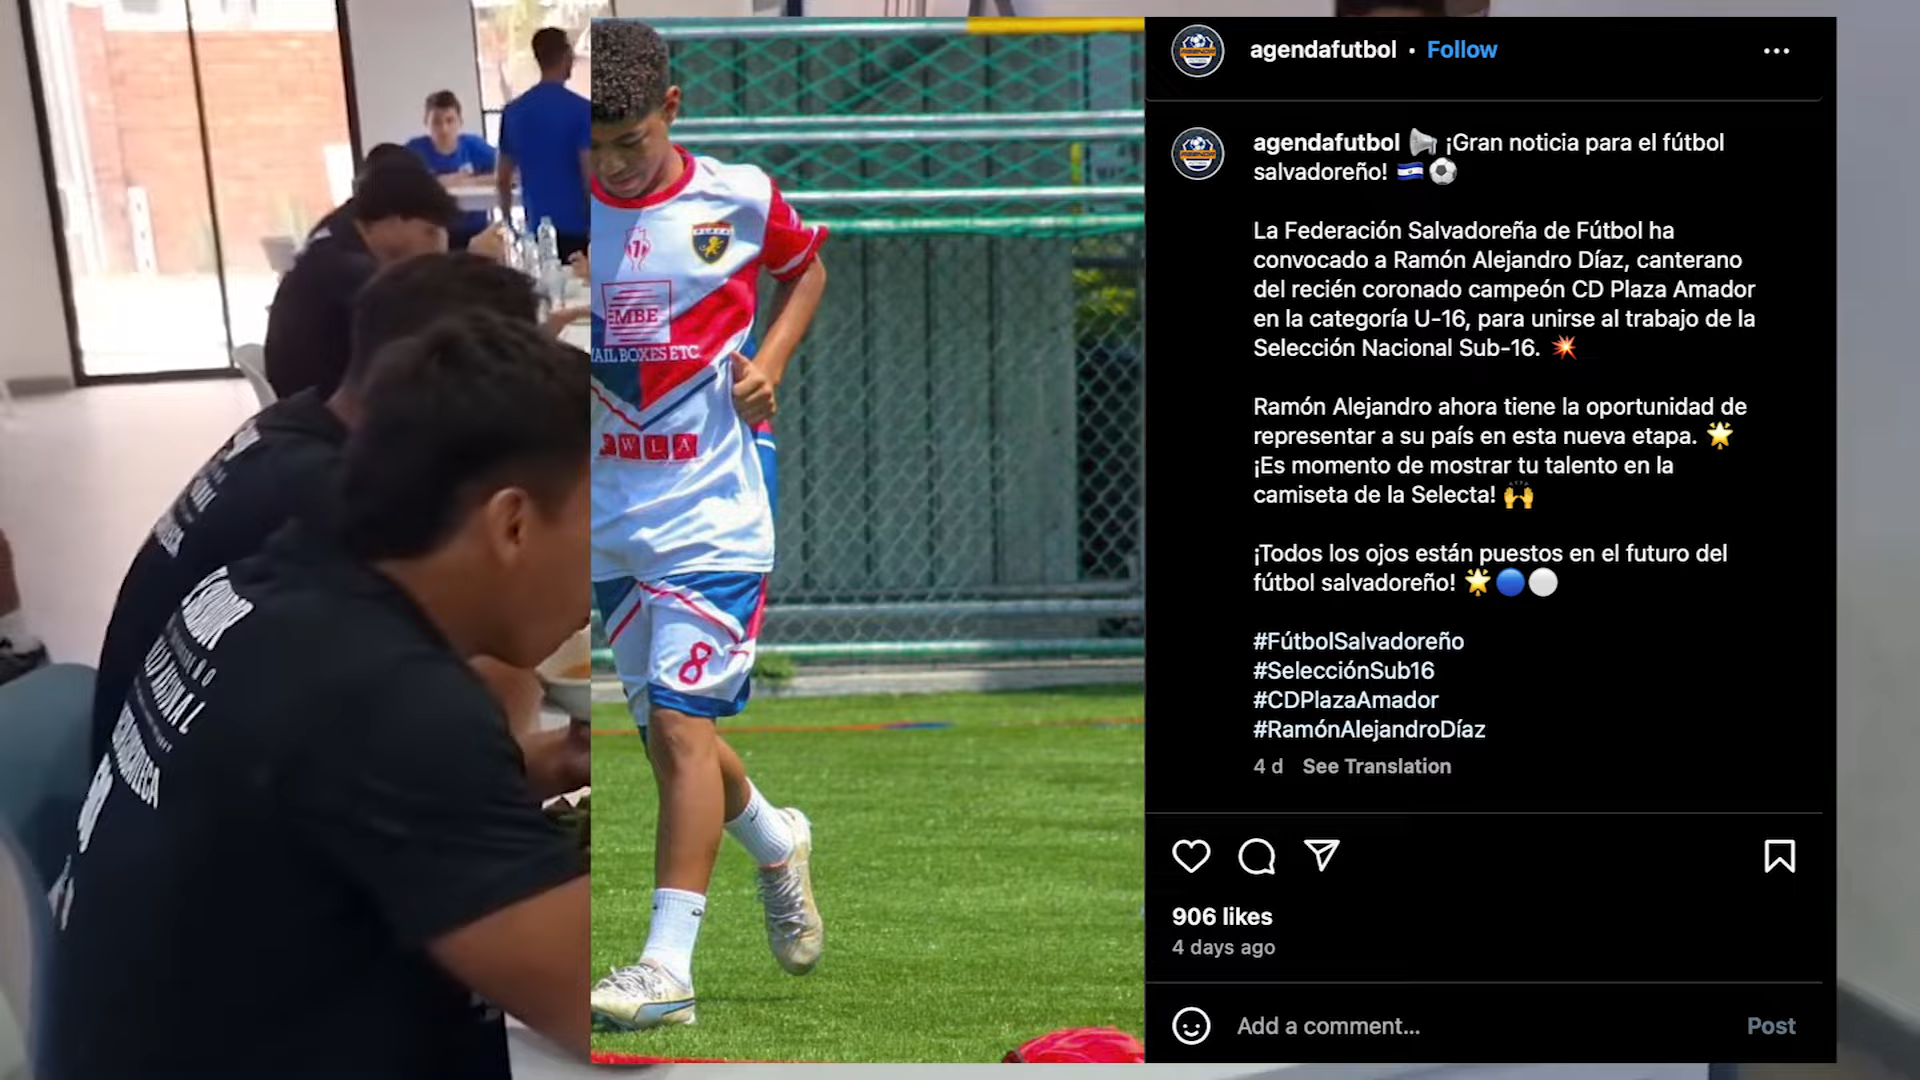 agendafutbol • Follow
agendafutbol ¡Gran noticia para el fútbol
salvadoreño!
La Federación Salvadoreña de Fútbol ha
convocado a Ramón Alejandro Díaz, canterano
del recién coronado campeón CD Plaza Amador
en la categoría U-16, para unirse al trabajo de la
Selección Nacional Sub-16.
Ramón Alejandro ahora tiene la oportunidad de
representar a su país en esta nueva etapa.
¡Es momento de mostrar tu talento en la
camiseta de la Selecta!
¡Todos los ojos están puestos en el futuro del
fútbol salvadoreño!
#FútbolSalvadoreño
#SelecciónSub16
#CDPlazaAmador
#RamónAlejandroDíaz
4 d See Translation
906 likes
4 days ago
Add a comment...
Post
PLAZA
MBE
MAIL BOXES ETC.
WLA
8